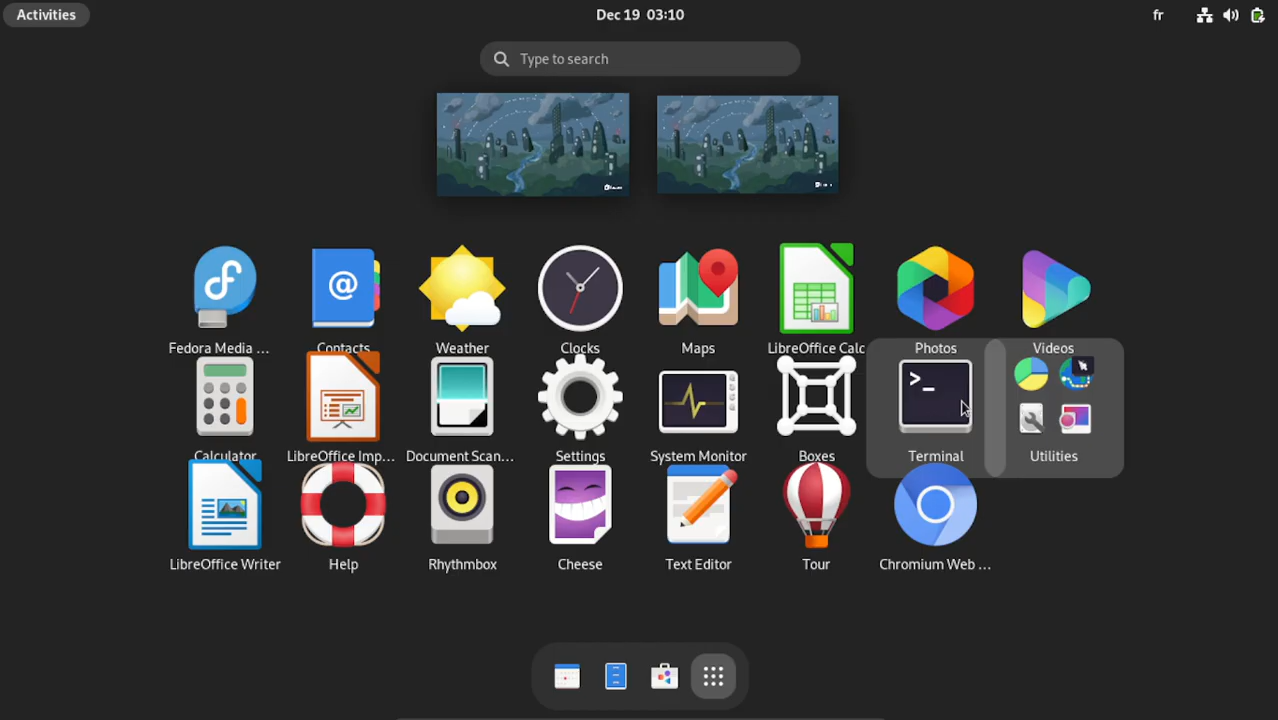 Activities
Dec 19 03:10
fr
Type to search
Fedora Media ...
Contacts
Weather
Clocks
Maps
LibreOffice Calc
Photos
Videos
Calculator
LibreOffice Imp...
Document Scan...
Settings
System Monitor
Boxes
Terminal
Utilities
LibreOffice Writer
Help
Rhythmbox
Cheese
Text Editor
Tour
Chromium Web ...